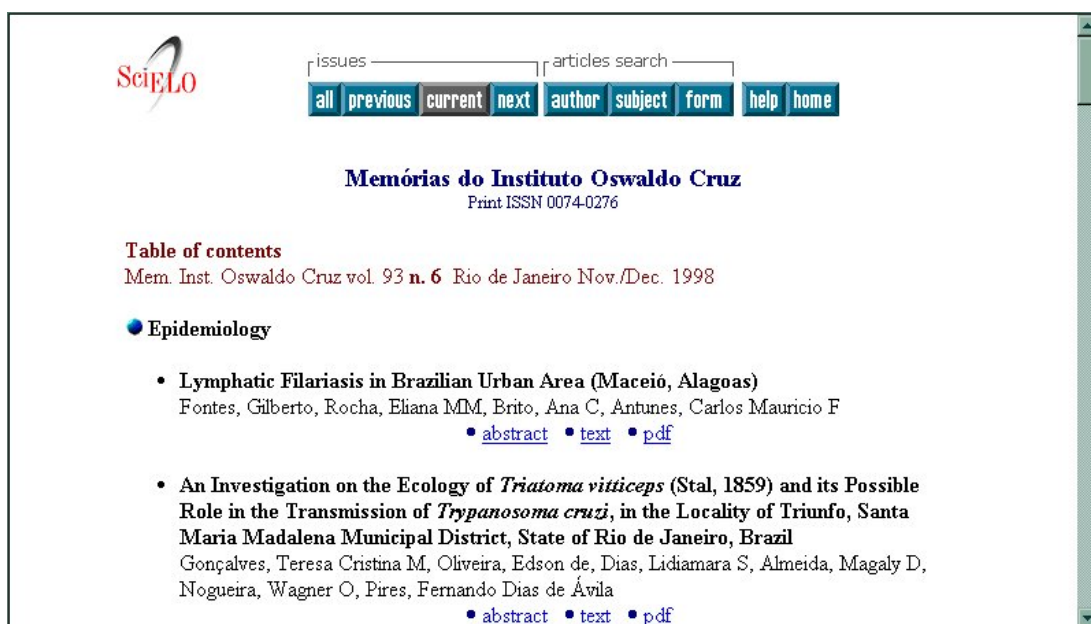 SciELO
issues articles search
all previous current next author subject form help home
Memórias do Instituto Oswaldo Cruz
Print ISSN 0074-0276
Table of contents
Mem. Inst. Oswaldo Cruz vol. 93 n. 6 Rio de Janeiro Nov./Dec. 1998
Epidemiology
• Lymphatic Filariasis in Brazilian Urban Area (Maceió, Alagoas)
Fontes, Gilberto, Rocha, Eliana MM, Brito, Ana C, Antunes, Carlos Mauricio F
• abstract • text • pdf
• An Investigation on the Ecology of Triatoma vitticeps (Stal, 1859) and its Possible
Role in the Transmission of Trypanosoma cruzi, in the Locality of Triunfo, Santa
Maria Madalena Municipal District, State of Rio de Janeiro, Brazil
Gonçalves, Teresa Cristina M, Oliveira, Edson de, Dias, Lidiamara S, Almeida, Magaly D,
Nogueira, Wagner O, Pires, Fernando Dias de Ávila
• abstract • text • pdf